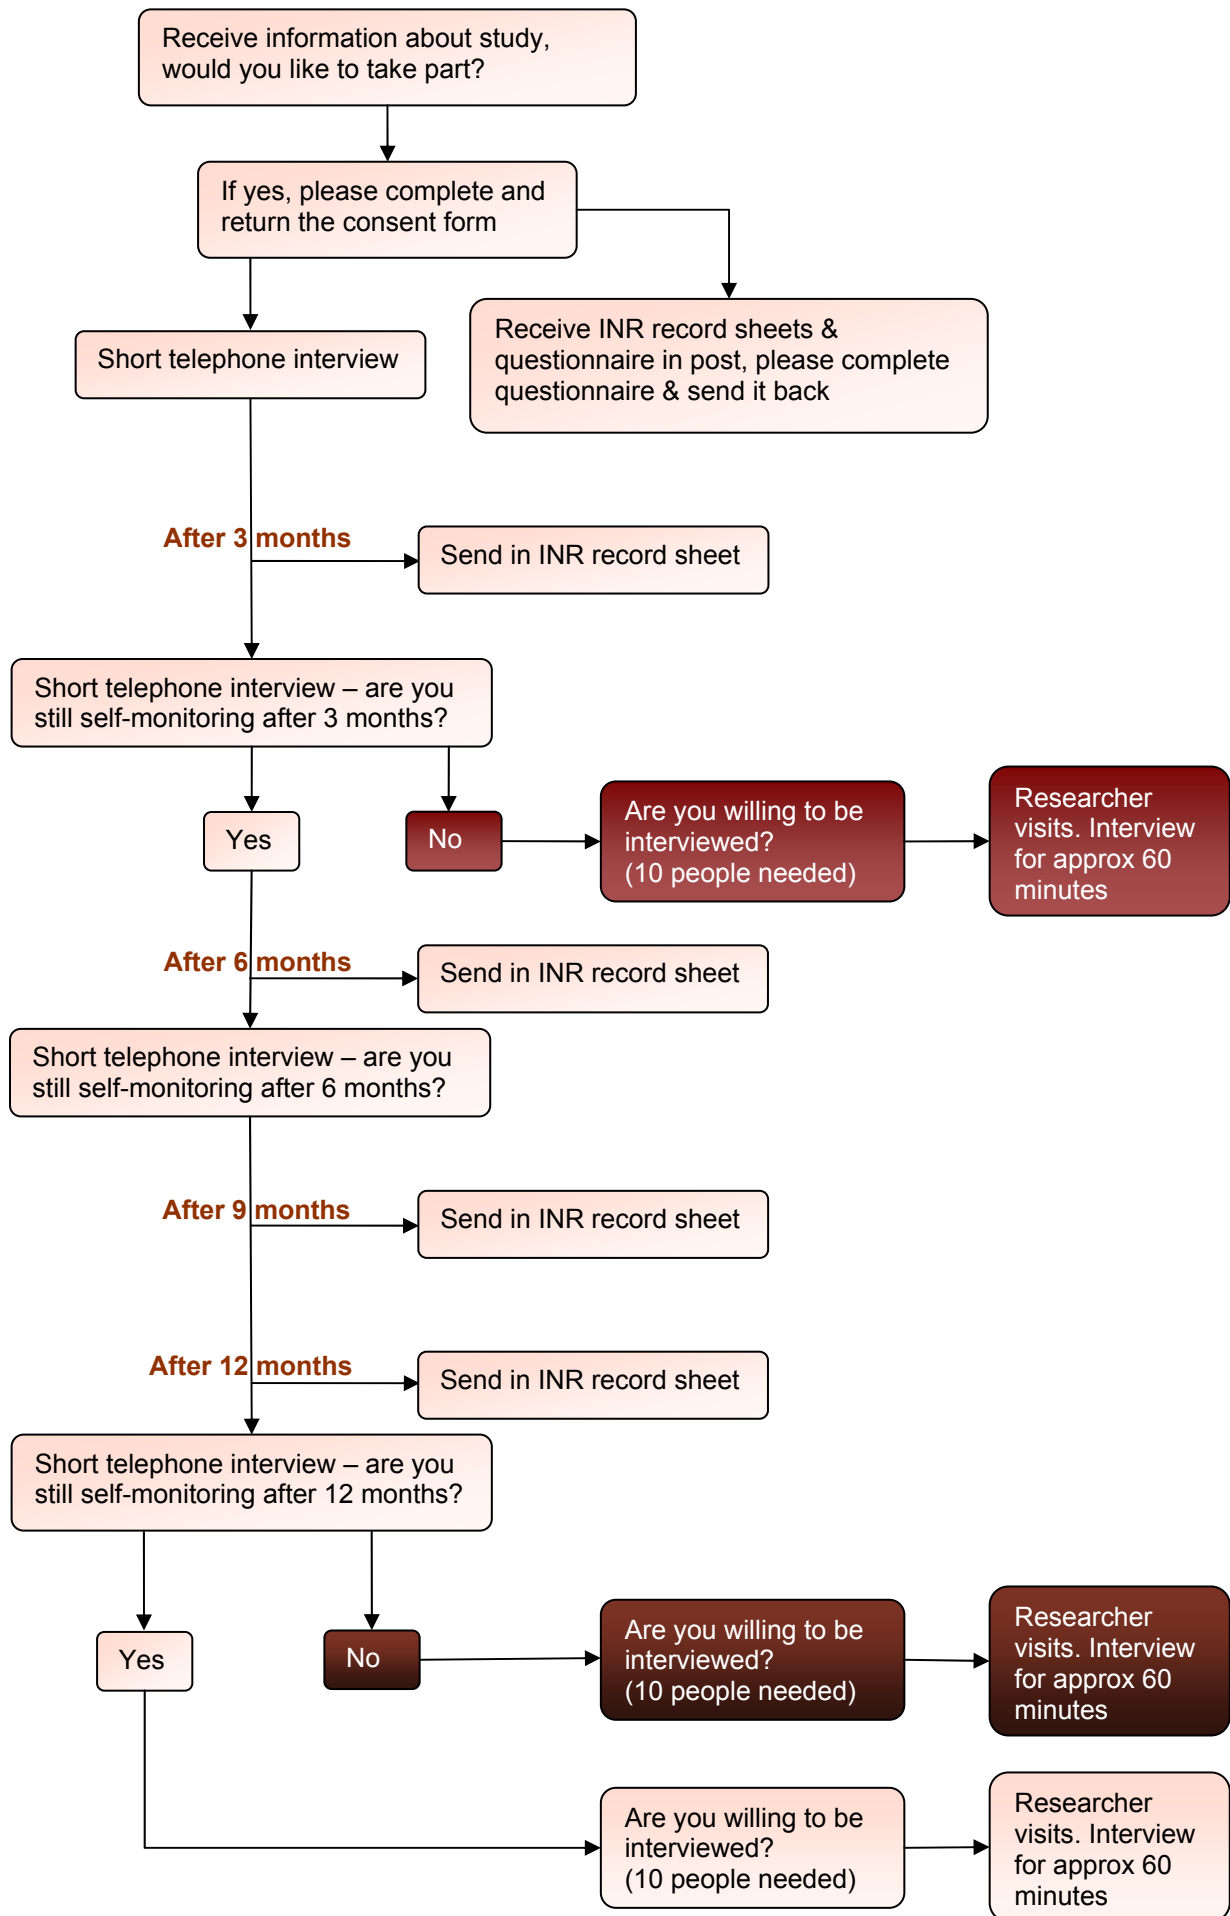 Receive information about study,
would you like to take part?
If yes, please complete and
return the consent form
Short telephone interview
Receive INR record sheets &
questionnaire in post, please complete
questionnaire & send it back
After 3 months
Send in INR record sheet
Short telephone interview – are you
still self-monitoring after 3 months?
Yes
No
Are you willing to be
interviewed?
(10 people needed)
Researcher
visits. Interview
for approx 60
minutes
After 6 months
Send in INR record sheet
Short telephone interview – are you
still self-monitoring after 6 months?
After 9 months
Send in INR record sheet
After 12 months
Send in INR record sheet
Short telephone interview – are you
still self-monitoring after 12 months?
Yes
No
Are you willing to be
interviewed?
(10 people needed)
Researcher
visits. Interview
for approx 60
minutes
Are you willing to be
interviewed?
(10 people needed)
Researcher
visits. Interview
for approx 60
minutes